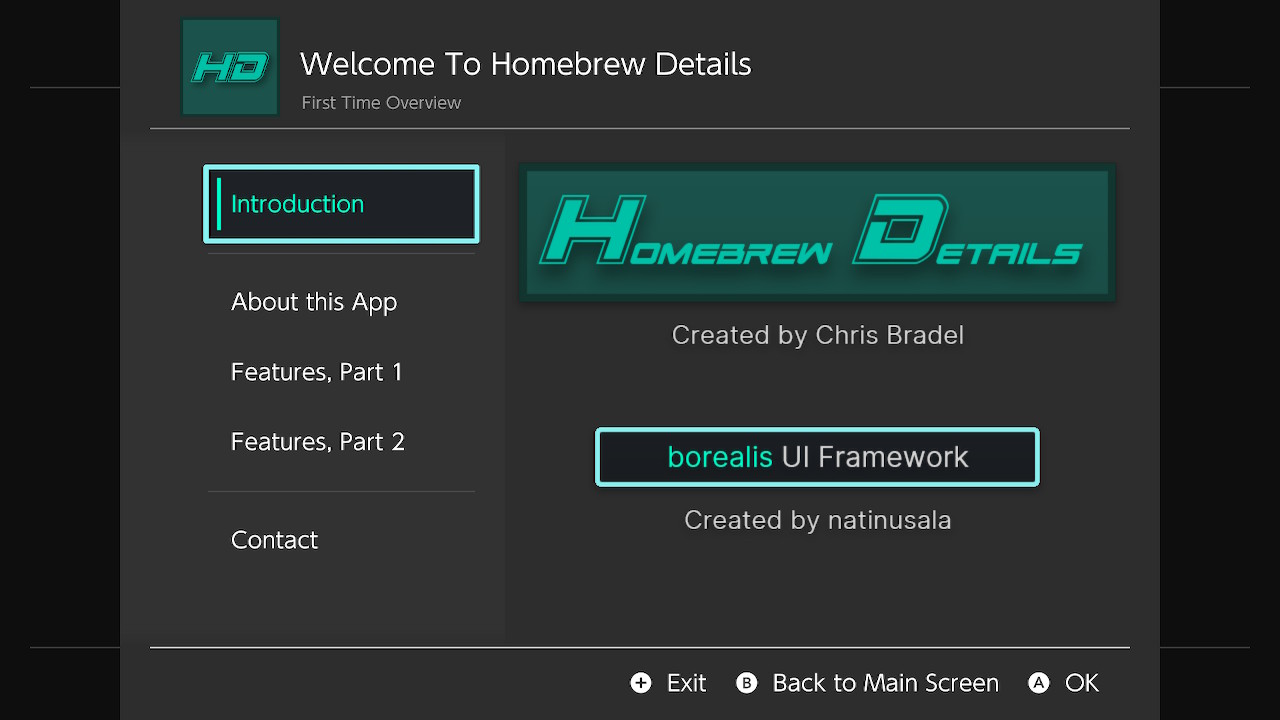 HD
Welcome To Homebrew Details
First Time Overview
Introduction
About this App
Features, Part 1
Features, Part 2
Contact
Homebrew Details
Created by Chris Bradel
borealis UI Framework
Created by natinusala
+ Exit B Back to Main Screen A OK